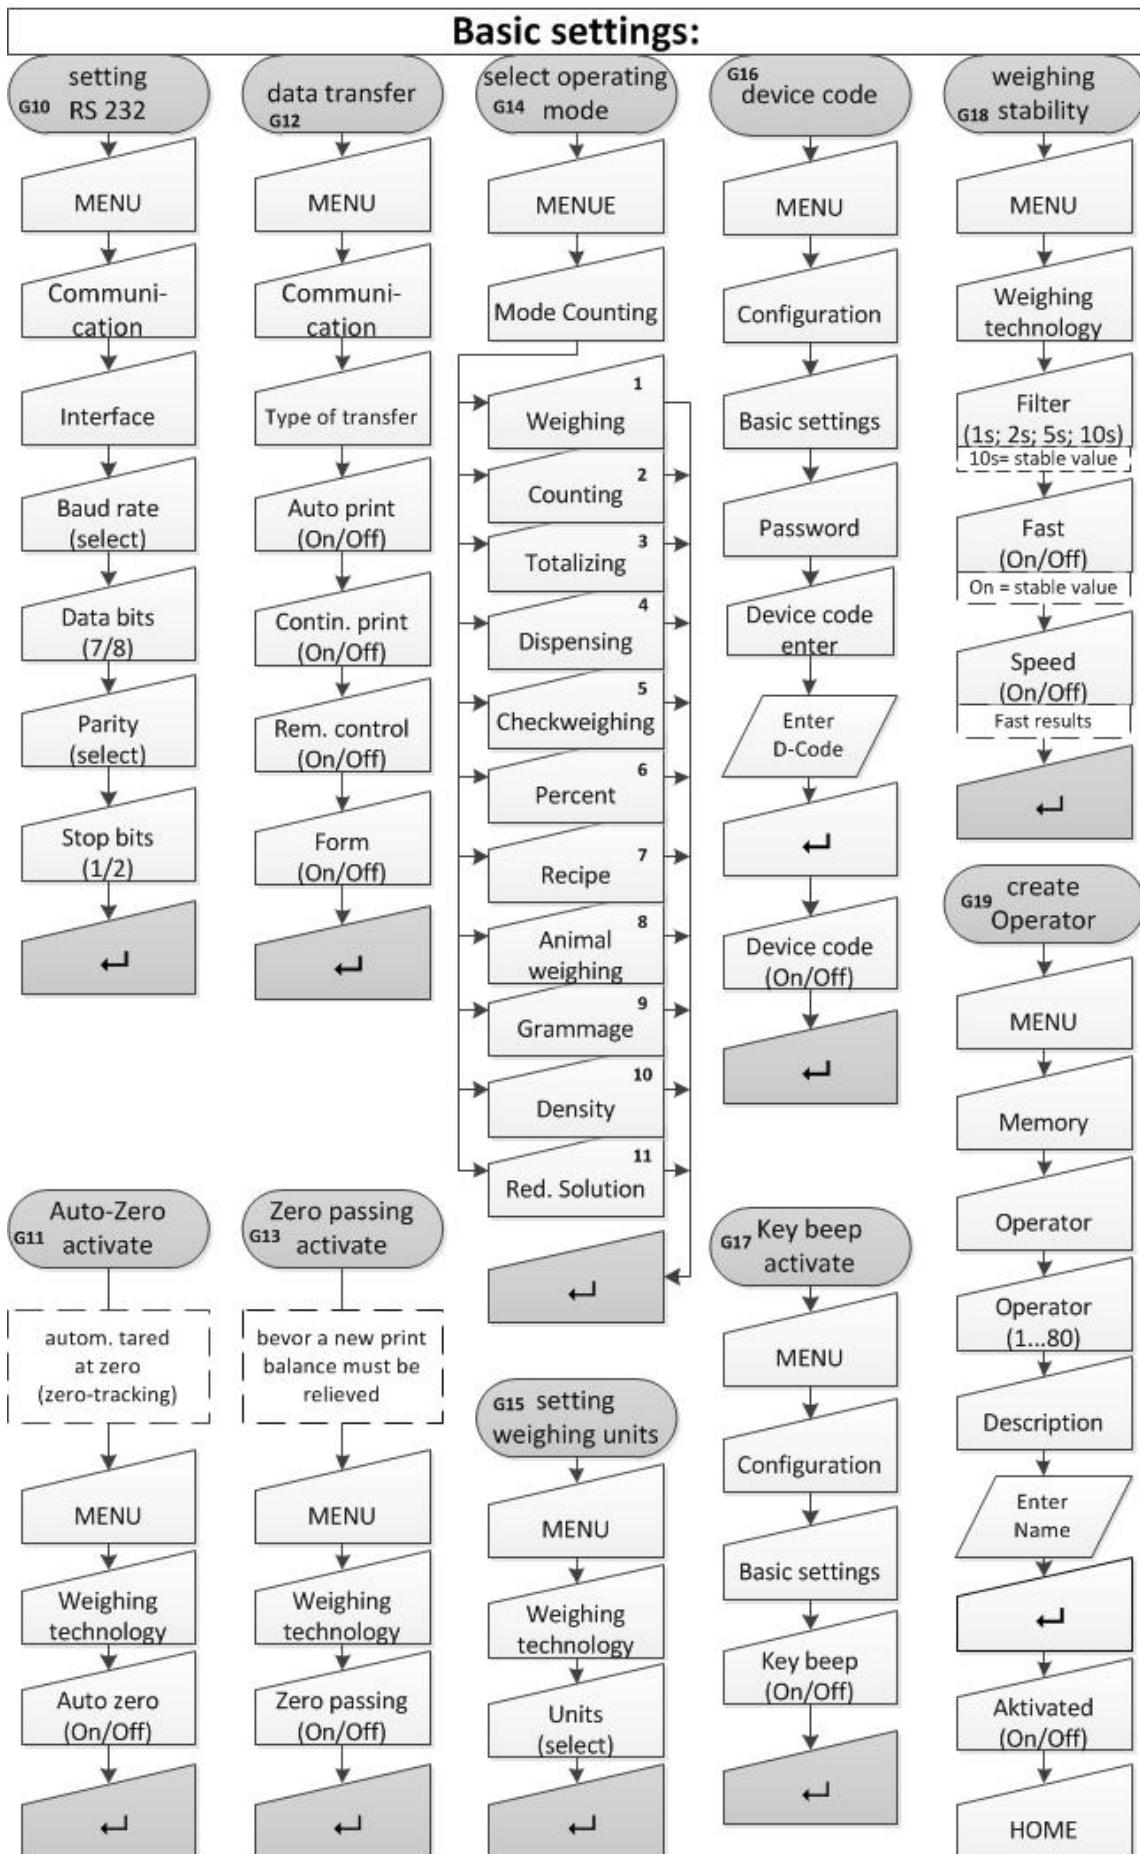 Basic settings:
setting
G10 RS 232
MENU
Communi-
cation
Interface
Baud rate
(select)
Data bits
(7/8)
Parity
(select)
Stop bits
(1/2)
↵
Auto-Zero
G11 activate
autom. tared
at zero
(zero-tracking)
MENU
Weighing
technology
Auto zero
(On/Off)
↵
data transfer
G12
MENU
Communi-
cation
Type of transfer
Auto print
(On/Off)
Contin. print
(On/Off)
Rem. control
(On/Off)
Form
(On/Off)
↵
Zero passing
G13 activate
bevor a new print
balance must be
relieved
MENU
Weighing
technology
Zero passing
(On/Off)
↵
select operating
G14 mode
MENUE
Mode Counting
1
Weighing
2
Counting
3
Totalizing
4
Dispensing
5
Checkweighing
6
Percent
7
Recipe
8
Animal
weighing
9
Grammage
10
Density
11
Red. Solution
↵
G15 setting
weighing units
MENU
Weighing
technology
Units
(select)
↵
G16
device code
MENU
Configuration
Basic settings
Password
Device code
enter
Enter
D-Code
↵
Device code
(On/Off)
↵
G17 Key beep
activate
MENU
Configuration
Basic settings
Key beep
(On/Off)
↵
weighing
G18 stability
MENU
Weighing
technology
Filter
(1s; 2s; 5s; 10s)
10s= stable value
Fast
(On/Off)
On = stable value
Speed
(On/Off)
Fast results
↵
create
G19 Operator
MENU
Memory
Operator
Operator
(1...80)
Description
Enter
Name
↵
Aktivated
(On/Off)
HOME